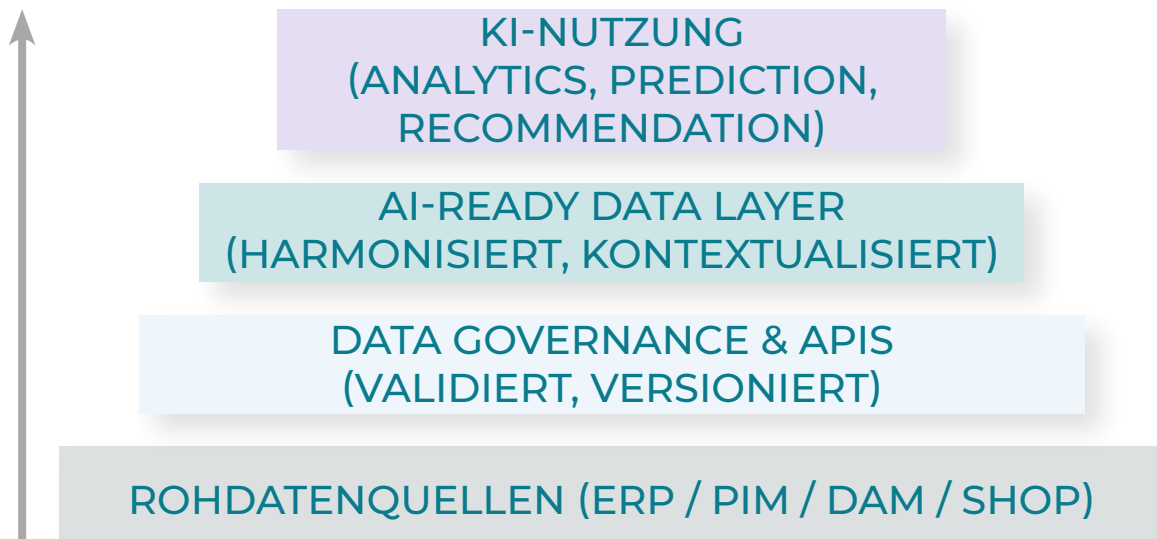 KI-NUTZUNG
(ANALYTICS, PREDICTION,
RECOMMENDATION)
AI-READY DATA LAYER
(HARMONISIERT, KONTEXTUALISIERT)
DATA GOVERNANCE & APIS
(VALIDIERT, VERSIONIERT)
ROHDATENQUELLEN (ERP / PIM / DAM / SHOP)